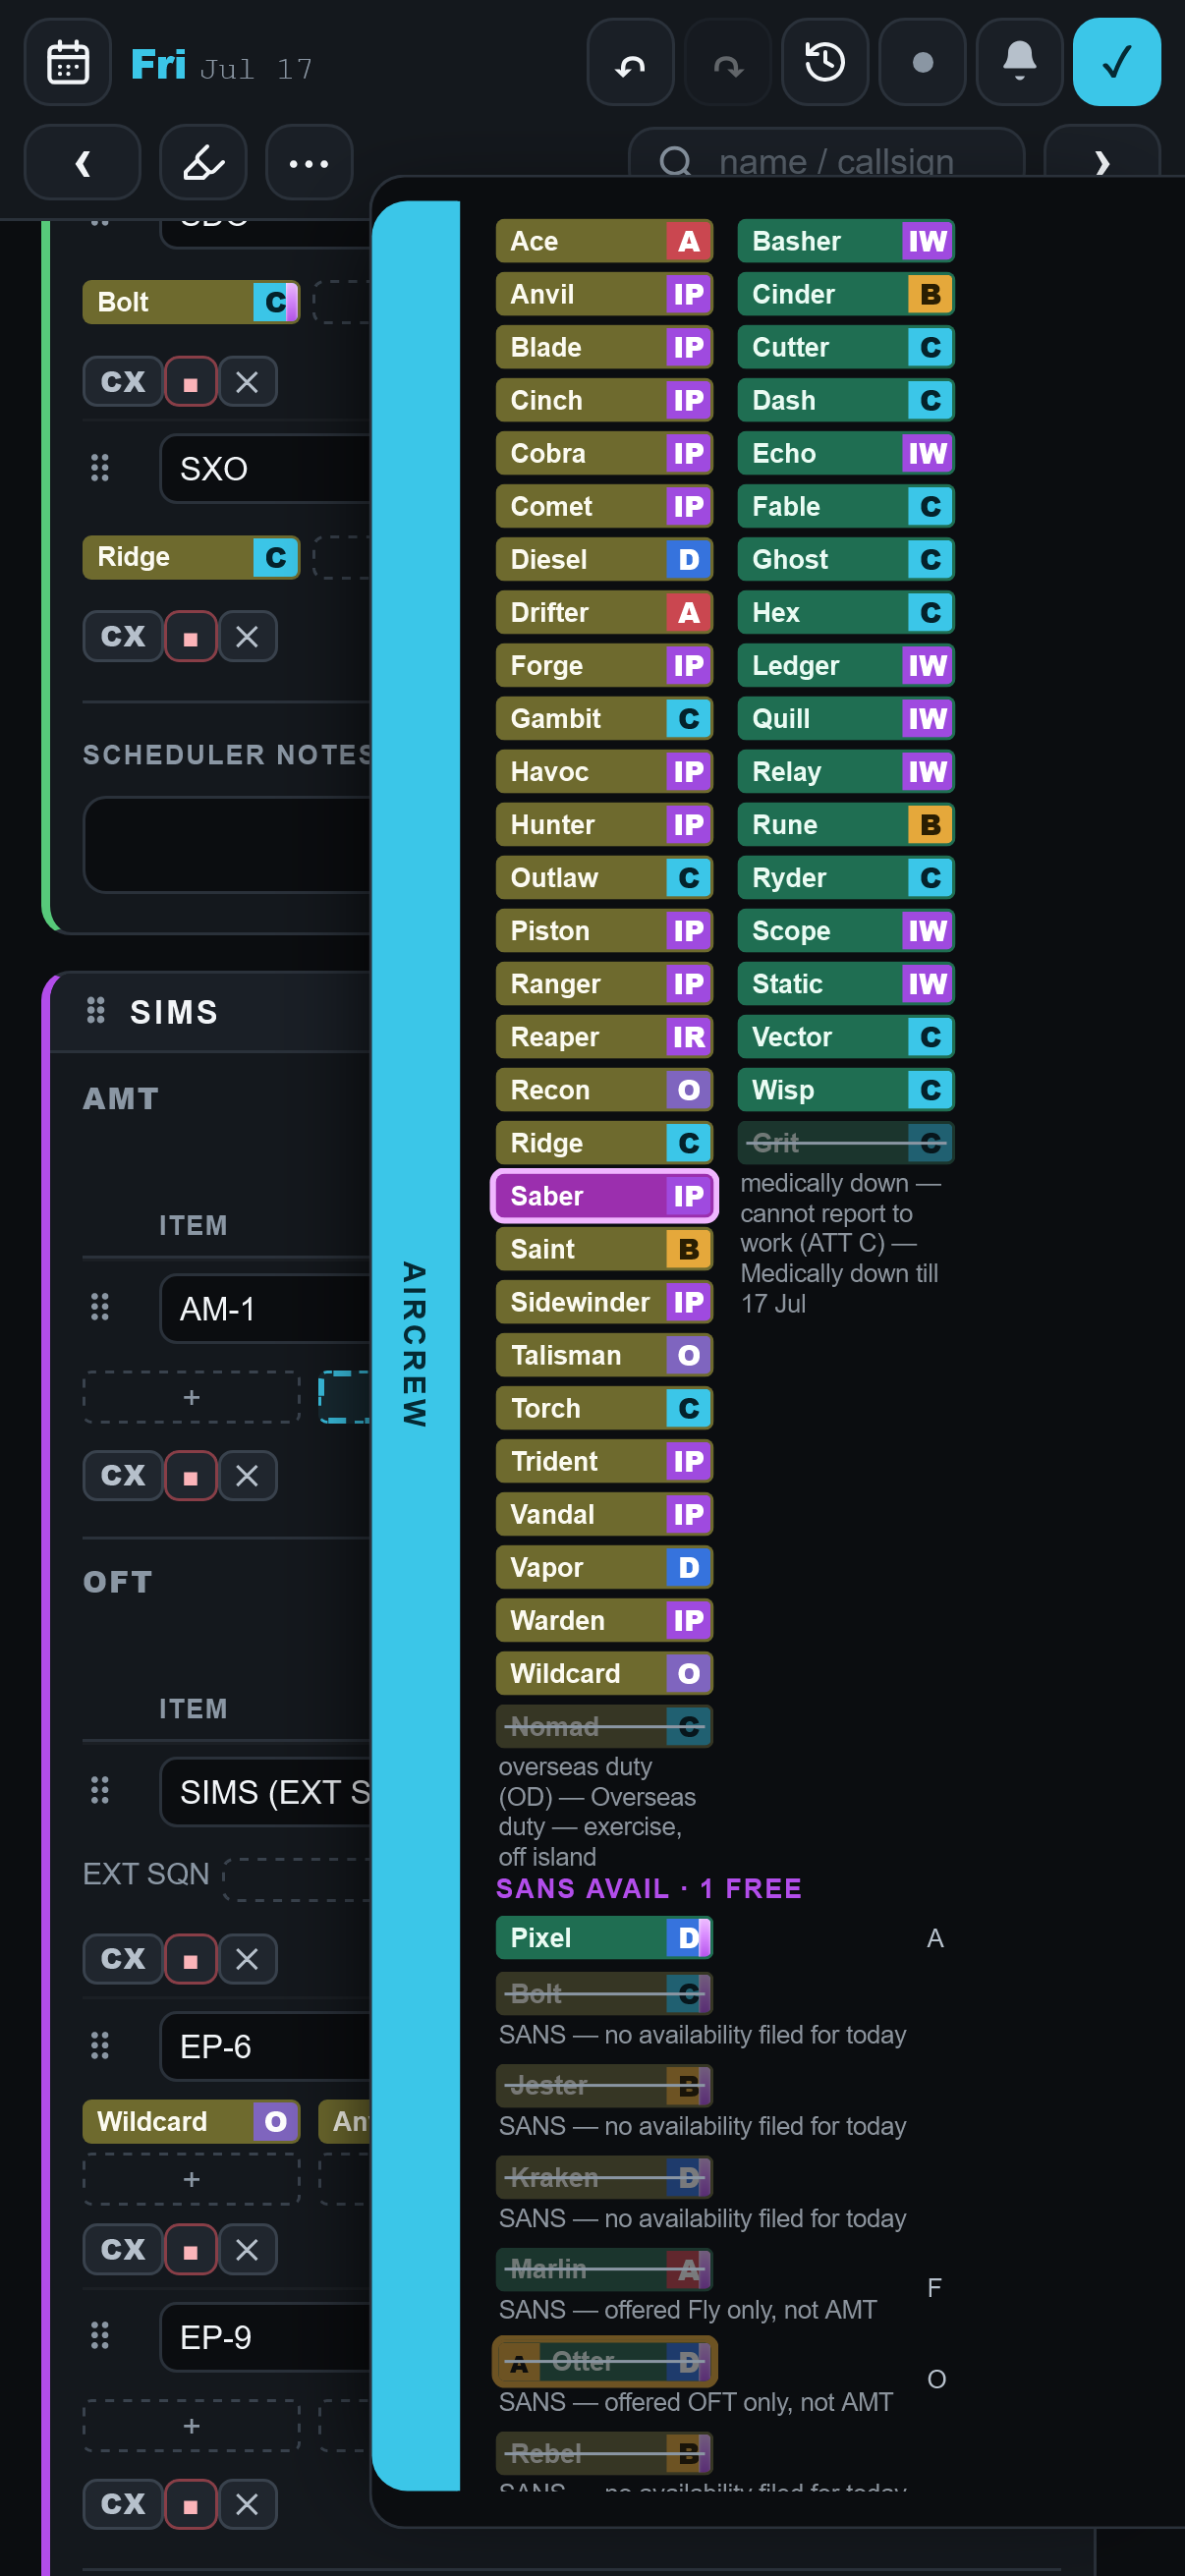 Fri Jul 17
name / callsign
Bolt C
CX
SXO
Ridge C
CX
SCHEDULER NOTES
SIMS
AMT
ITEM
AM-1
+
CX
OFT
ITEM
SIMS (EXT S
EXT SQN
CX
EP-6
Wildcard O
+
CX
EP-9
+
CX
AIRCREW
Ace A
Anvil IP
Blade IP
Cinch IP
Cobra IP
Comet IP
Diesel D
Drifter A
Forge IP
Gambit C
Havoc IP
Hunter IP
Outlaw C
Piston IP
Ranger IP
Reaper IR
Recon O
Ridge C
Saber IP
Saint B
Sidewinder IP
Talisman O
Torch C
Trident IP
Vandal IP
Vapor D
Warden IP
Wildcard O
Nomad C
overseas duty
(OD) — Overseas
duty — exercise,
off island
Basher IW
Cinder B
Cutter C
Dash C
Echo IW
Fable C
Ghost C
Hex C
Ledger IW
Quill IW
Relay IW
Rune B
Ryder C
Scope IW
Static IW
Vector C
Wisp C
Grit C
medically down —
cannot report to
work (ATT C) —
Medically down till
17 Jul
SANS AVAIL · 1 FREE
Pixel D A
Bolt C
SANS — no availability filed for today
Jester B
SANS — no availability filed for today
Kraken D
SANS — no availability filed for today
Marlin A F
SANS — offered Fly only, not AMT
A Otter D O
SANS — offered OFT only, not AMT
Rebel B
SANS — no availability filed for today